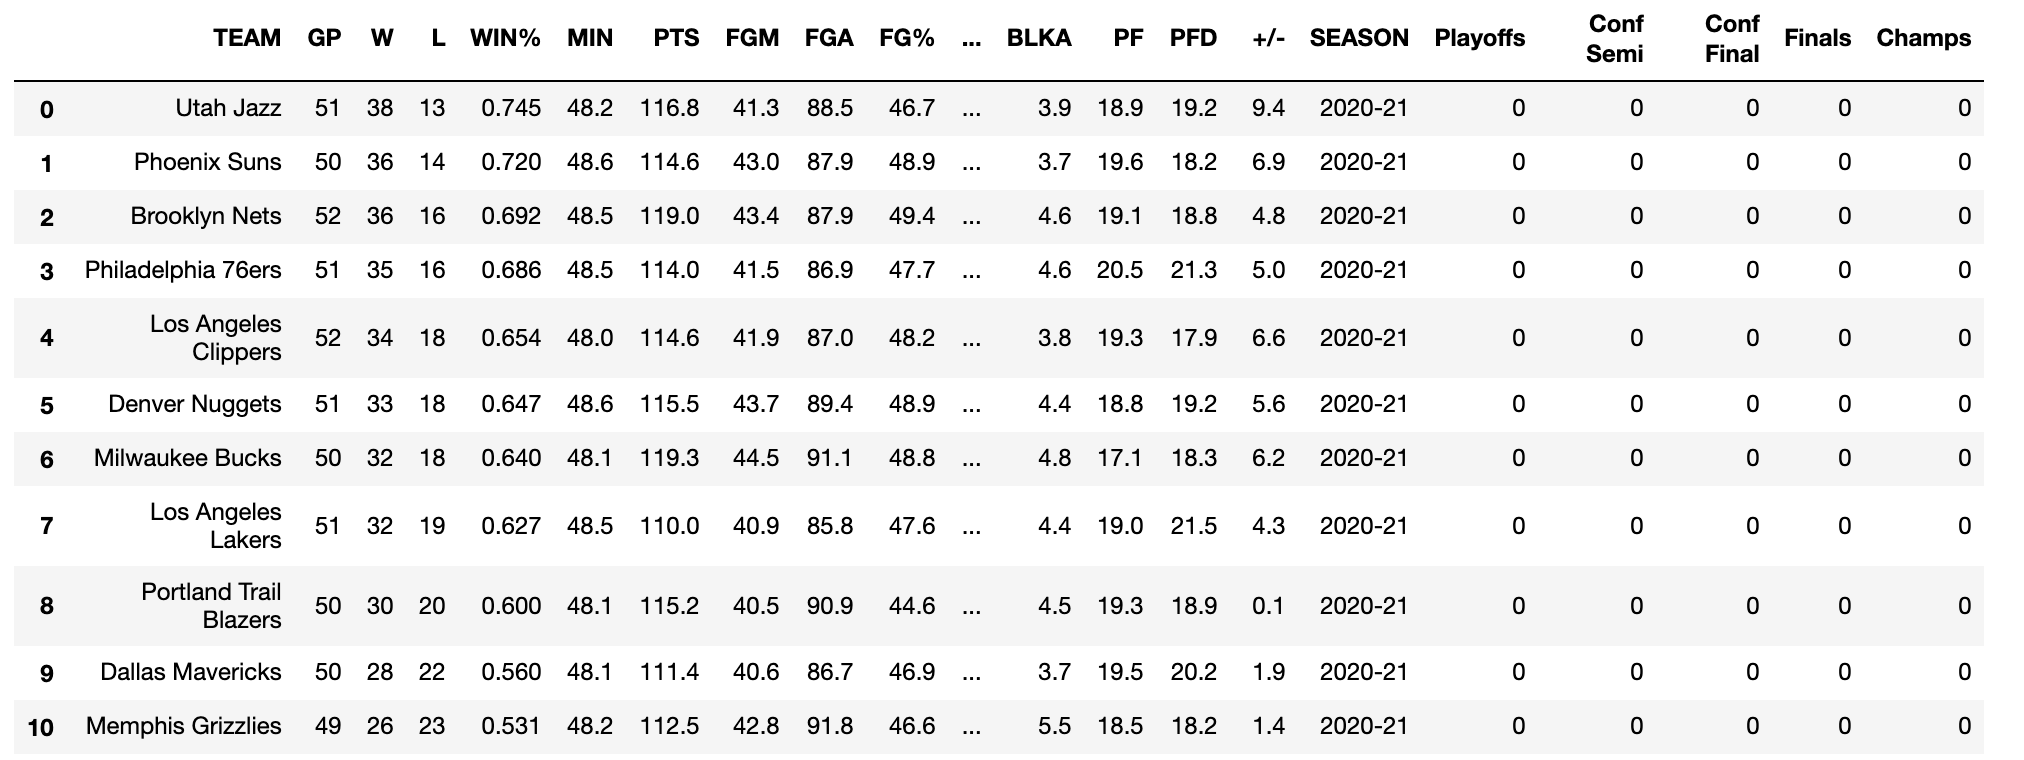 TEAM GP W L WIN% MIN PTS FGM FGA FG% ... BLKA PF PFD +/- SEASON Playoffs Conf Semi Conf Final Finals Champs
0 Utah Jazz 51 38 13 0.745 48.2 116.8 41.3 88.5 46.7 ... 3.9 18.9 19.2 9.4 2020-21 0 0 0 0 0
1 Phoenix Suns 50 36 14 0.720 48.6 114.6 43.0 87.9 48.9 ... 3.7 19.6 18.2 6.9 2020-21 0 0 0 0 0
2 Brooklyn Nets 52 36 16 0.692 48.5 119.0 43.4 87.9 49.4 ... 4.6 19.1 18.8 4.8 2020-21 0 0 0 0 0
3 Philadelphia 76ers 51 35 16 0.686 48.5 114.0 41.5 86.9 47.7 ... 4.6 20.5 21.3 5.0 2020-21 0 0 0 0 0
4 Los Angeles Clippers 52 34 18 0.654 48.0 114.6 41.9 87.0 48.2 ... 3.8 19.3 17.9 6.6 2020-21 0 0 0 0 0
5 Denver Nuggets 51 33 18 0.647 48.6 115.5 43.7 89.4 48.9 ... 4.4 18.8 19.2 5.6 2020-21 0 0 0 0 0
6 Milwaukee Bucks 50 32 18 0.640 48.1 119.3 44.5 91.1 48.8 ... 4.8 17.1 18.3 6.2 2020-21 0 0 0 0 0
7 Los Angeles Lakers 51 32 19 0.627 48.5 110.0 40.9 85.8 47.6 ... 4.4 19.0 21.5 4.3 2020-21 0 0 0 0 0
8 Portland Trail Blazers 50 30 20 0.600 48.1 115.2 40.5 90.9 44.6 ... 4.5 19.3 18.9 0.1 2020-21 0 0 0 0 0
9 Dallas Mavericks 50 28 22 0.560 48.1 111.4 40.6 86.7 46.9 ... 3.7 19.5 20.2 1.9 2020-21 0 0 0 0 0
10 Memphis Grizzlies 49 26 23 0.531 48.2 112.5 42.8 91.8 46.6 ... 5.5 18.5 18.2 1.4 2020-21 0 0 0 0 0